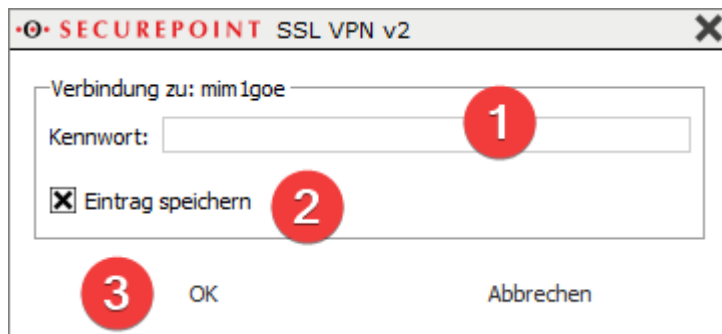 SECUREPOINT SSL VPN v2
Verbindung zu: mim1goe
Kennwort: 1
Eintrag speichern 2
3 OK Abbrechen